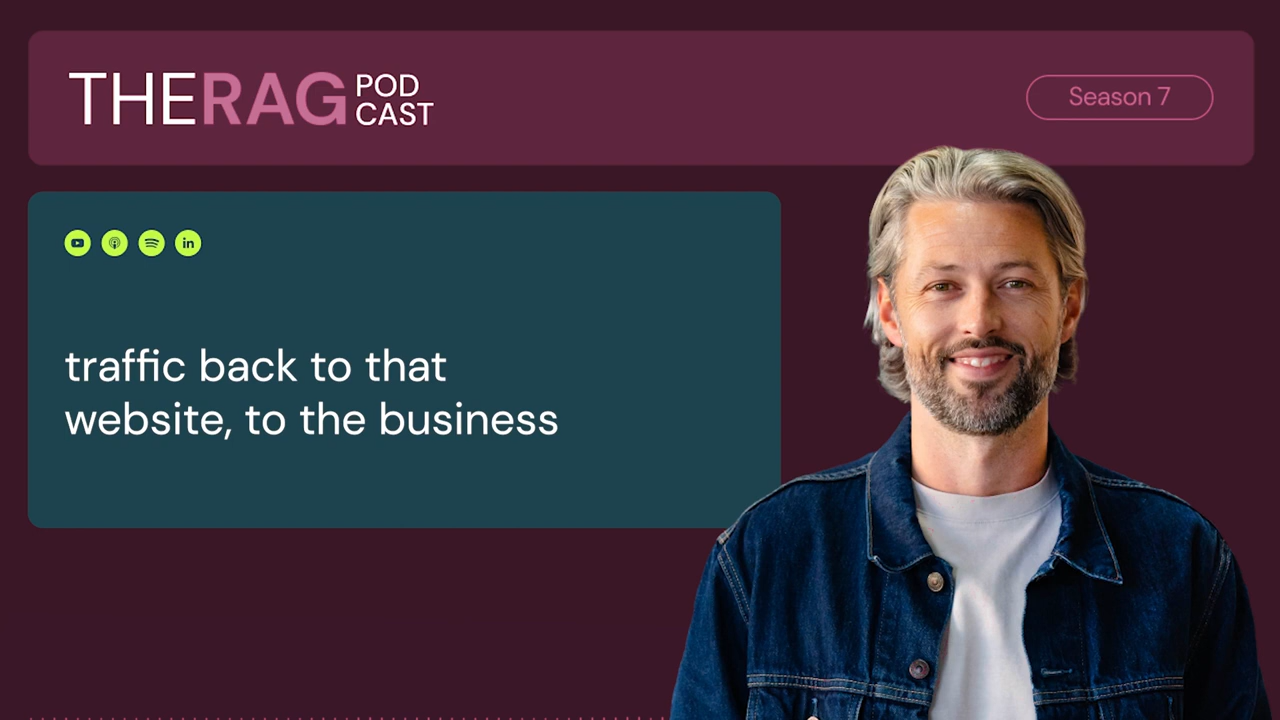 THERAG POD
CAST
Season 7
traffic back to that
website, to the business